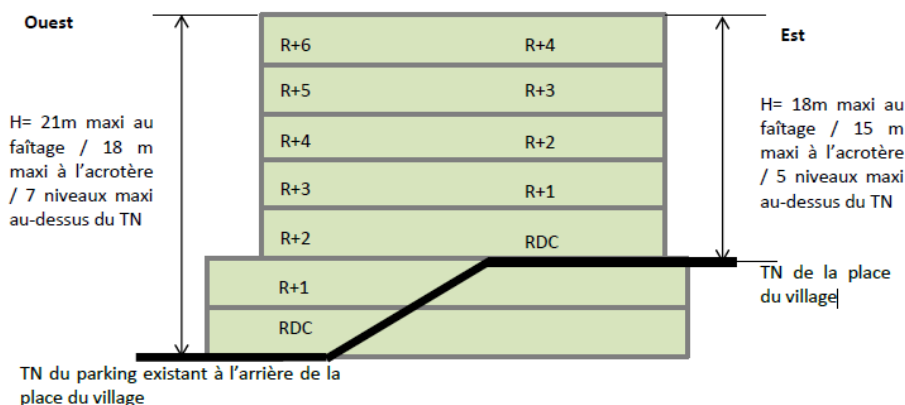 Ouest
H= 21m maxi au
faîtage / 18 m
maxi à l'acrotère
/ 7 niveaux maxi
au-dessus du TN
R+6
R+5
R+4
R+3
R+2
R+1
RDC
R+4
R+3
R+2
R+1
RDC
Est
H= 18m maxi au
faîtage / 15 m
maxi à l'acrotère
/ 5 niveaux maxi
au-dessus du TN
TN de la place
du village
TN du parking existant à l'arrière de la
place du village